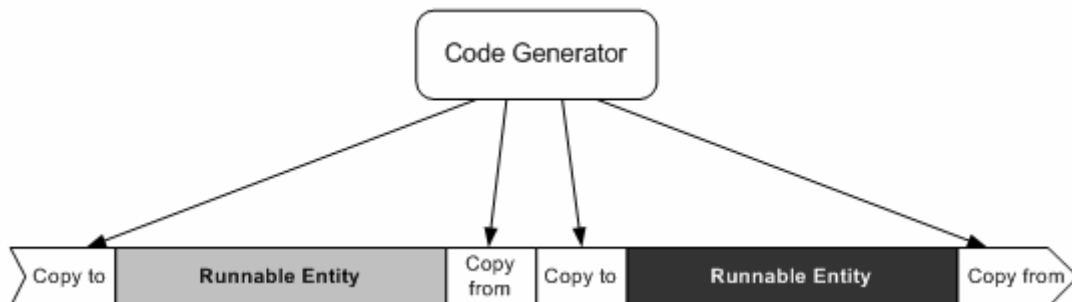 Code Generator
Copy to
Runnable Entity
Copy
from
Copy to
Runnable Entity
Copy from